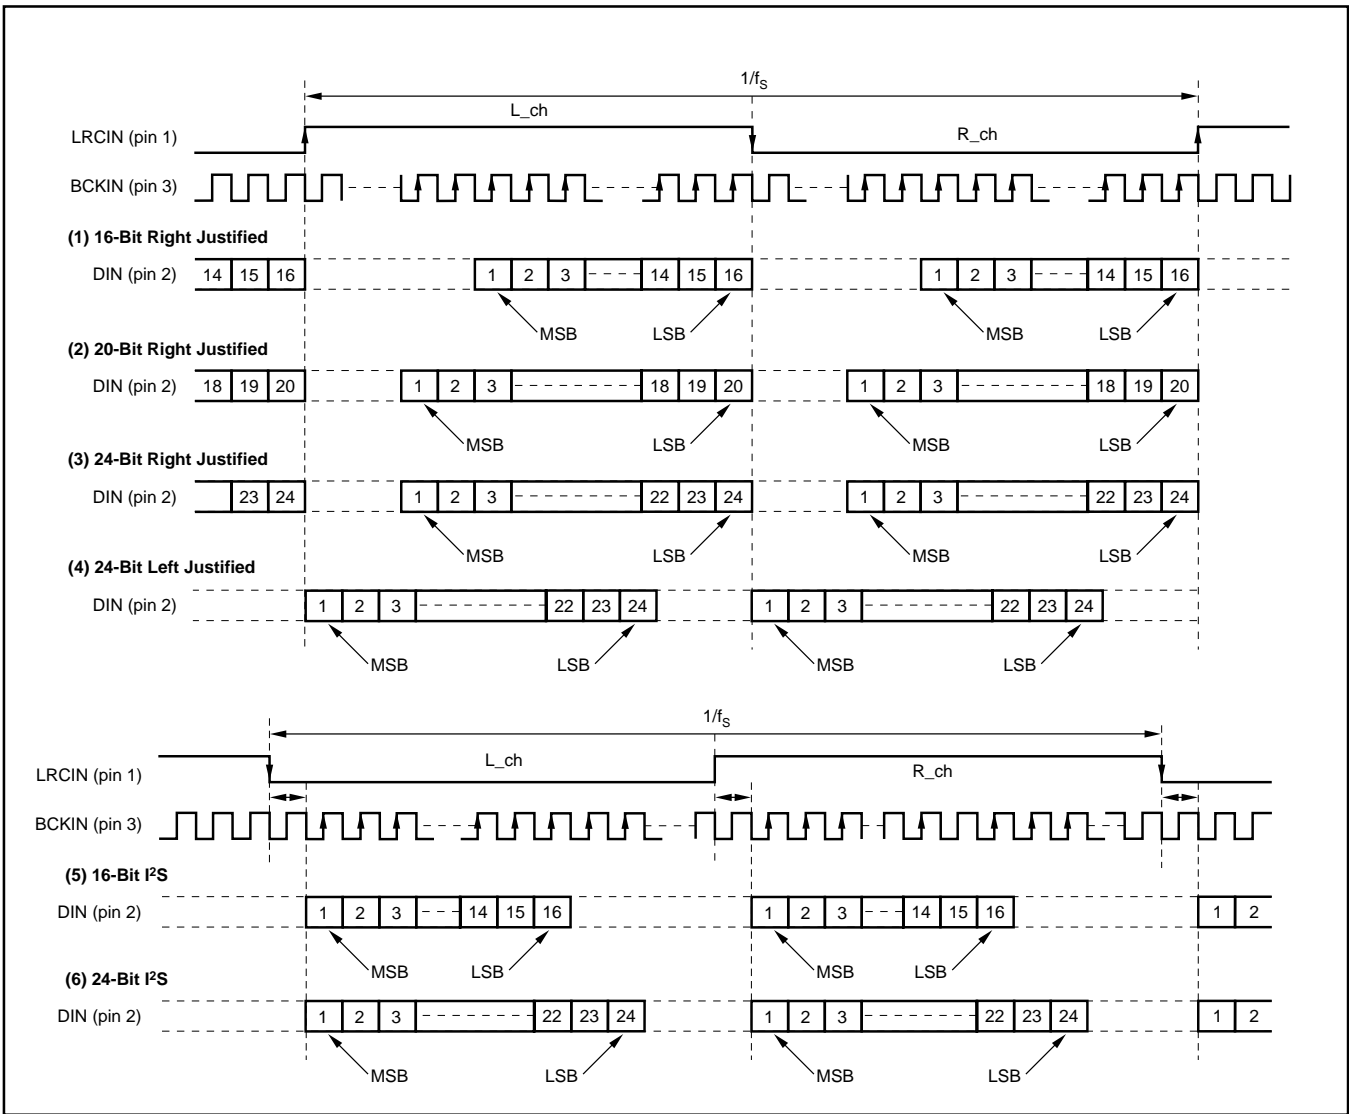 1/fS
L_ch
LRCIN (pin 1)
R_ch
BCKIN (pin 3)
(1) 16-Bit Right Justified
DIN (pin 2) 14 15 16 1 2 3 14 15 16 1 2 3 14 15 16
MSB LSB MSB LSB
(2) 20-Bit Right Justified
DIN (pin 2) 18 19 20 1 2 3 18 19 20 1 2 3 18 19 20
MSB LSB MSB LSB
(3) 24-Bit Right Justified
DIN (pin 2) 23 24 1 2 3 22 23 24 1 2 3 22 23 24
MSB LSB MSB LSB
(4) 24-Bit Left Justified
DIN (pin 2) 1 2 3 22 23 24 1 2 3 22 23 24
MSB LSB MSB LSB
1/fS
L_ch
LRCIN (pin 1)
R_ch
BCKIN (pin 3)
(5) 16-Bit I²S
DIN (pin 2) 1 2 3 14 15 16 1 2 3 14 15 16 1 2
MSB LSB MSB LSB
(6) 24-Bit I²S
DIN (pin 2) 1 2 3 22 23 24 1 2 3 22 23 24 1 2
MSB LSB MSB LSB